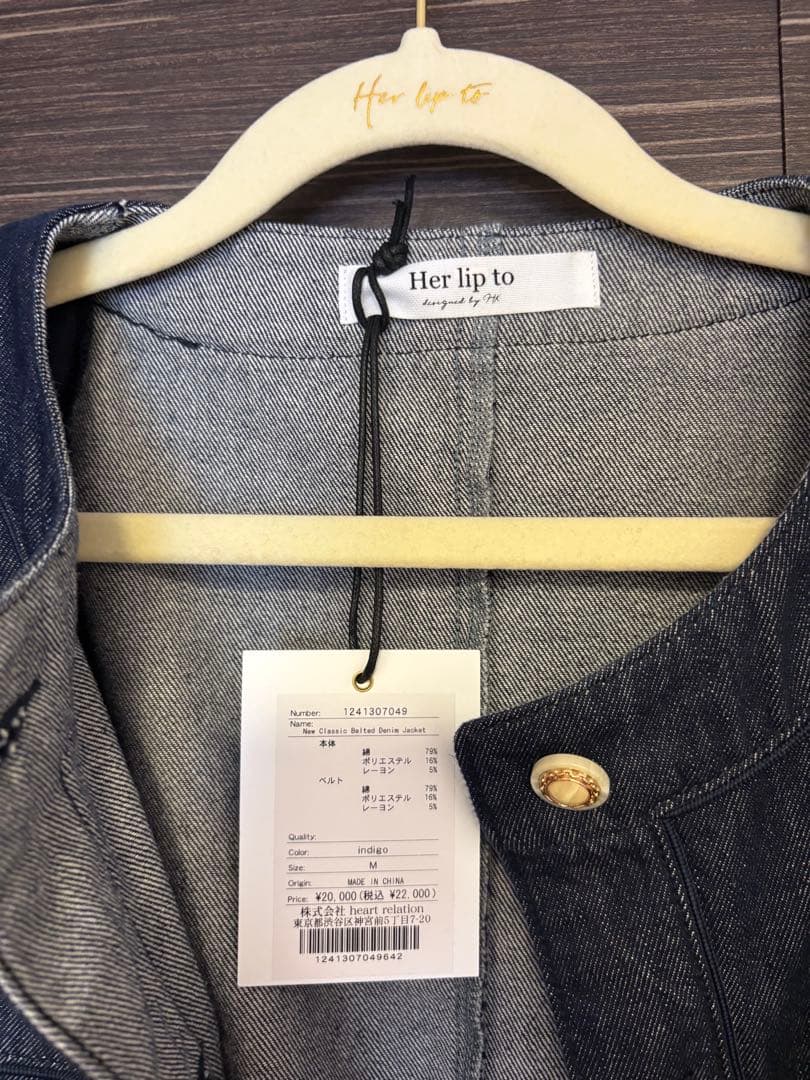 Her lip to
Her lip to
designed by HK
Number: 1241307049
Name:
New Classic Belted Denim Jacket
本体
綿 79%
ポリエステル 16%
レーヨン 5%
ベルト
綿 79%
ポリエステル 16%
レーヨン 5%
Quality:
Color: indigo
Size: M
Origin: MADE IN CHINA
Price: ¥20,000(税込 ¥22,000)
株式会社 heart relation
東京都渋谷区神宮前5丁目7-20
1241307049642